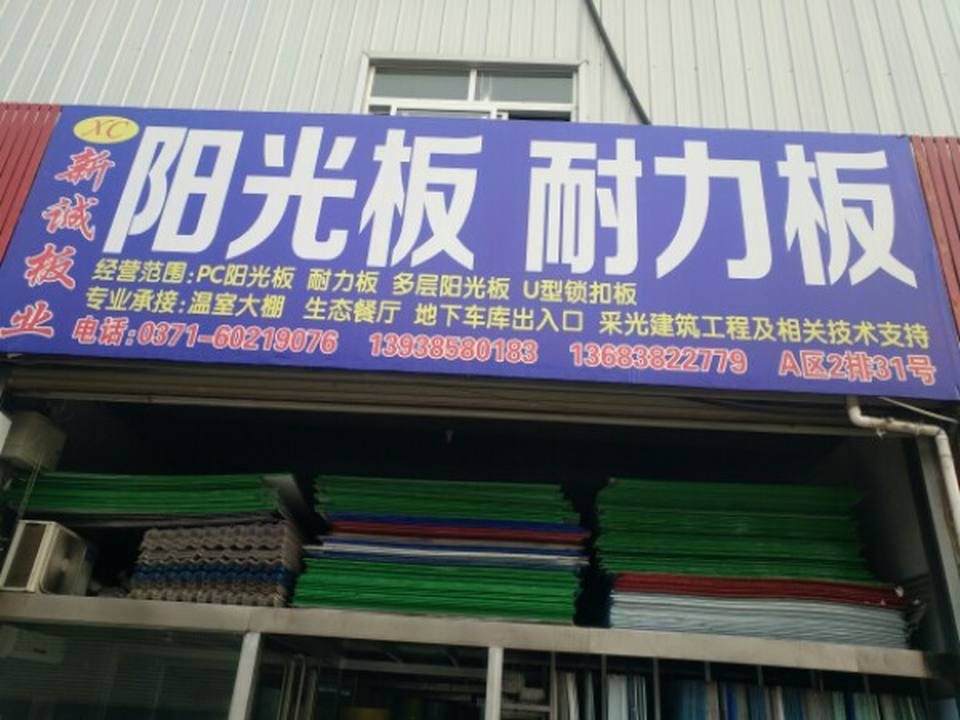 XC
新诚板业
阳光板 耐力板
经营范围:PC阳光板 耐力板 多层阳光板 U型锁扣板
专业承接:温室大棚 生态餐厅 地下车库出入口 采光建筑工程及相关技术支持
电话:0371-60219076 13938580183 13683822779 A区2排31号